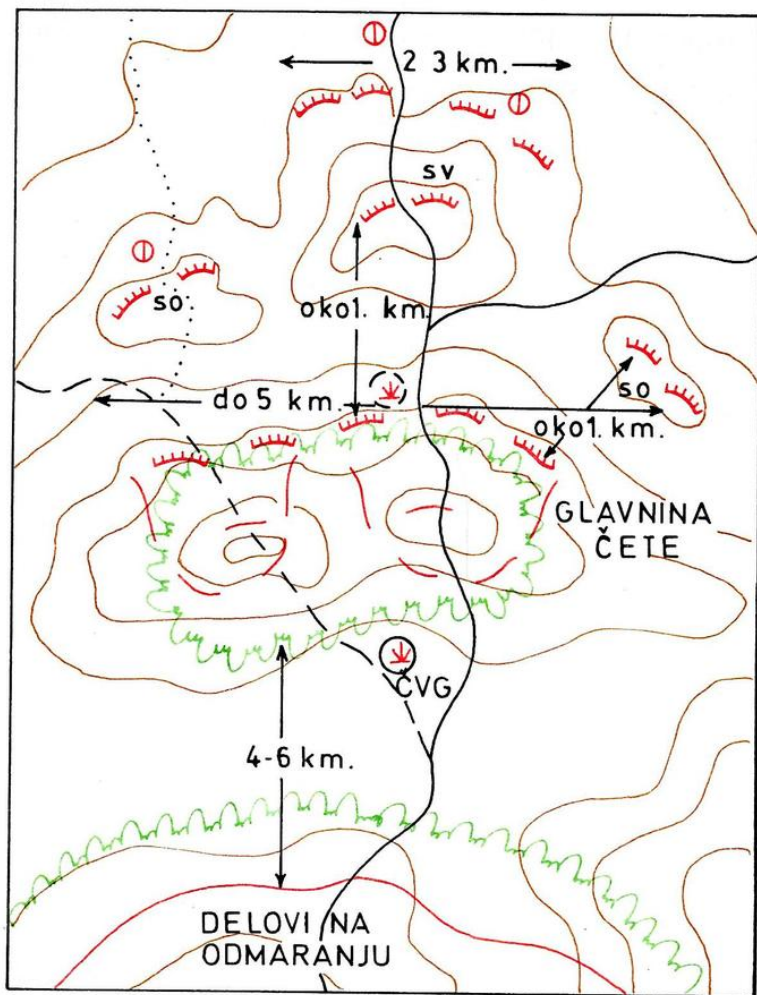 2 3 km.
sv
so
oko1. km.
so
do 5 km.
oko1. km.
GLAVNINA
ČETE
ČVG
4-6 km.
DELOVI NA
ODMARANJU